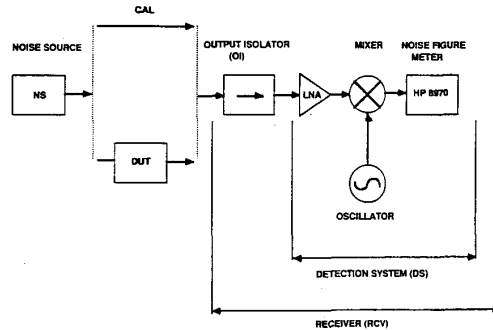 CAL
NOISE SOURCE
OUTPUT ISOLATOR
(OI)
MIXER
NOISE FIGURE
METER
NS
LNA
HP 8970
DUT
OSCILLATOR
DETECTION SYSTEM (DS)
RECEIVER (RCV)